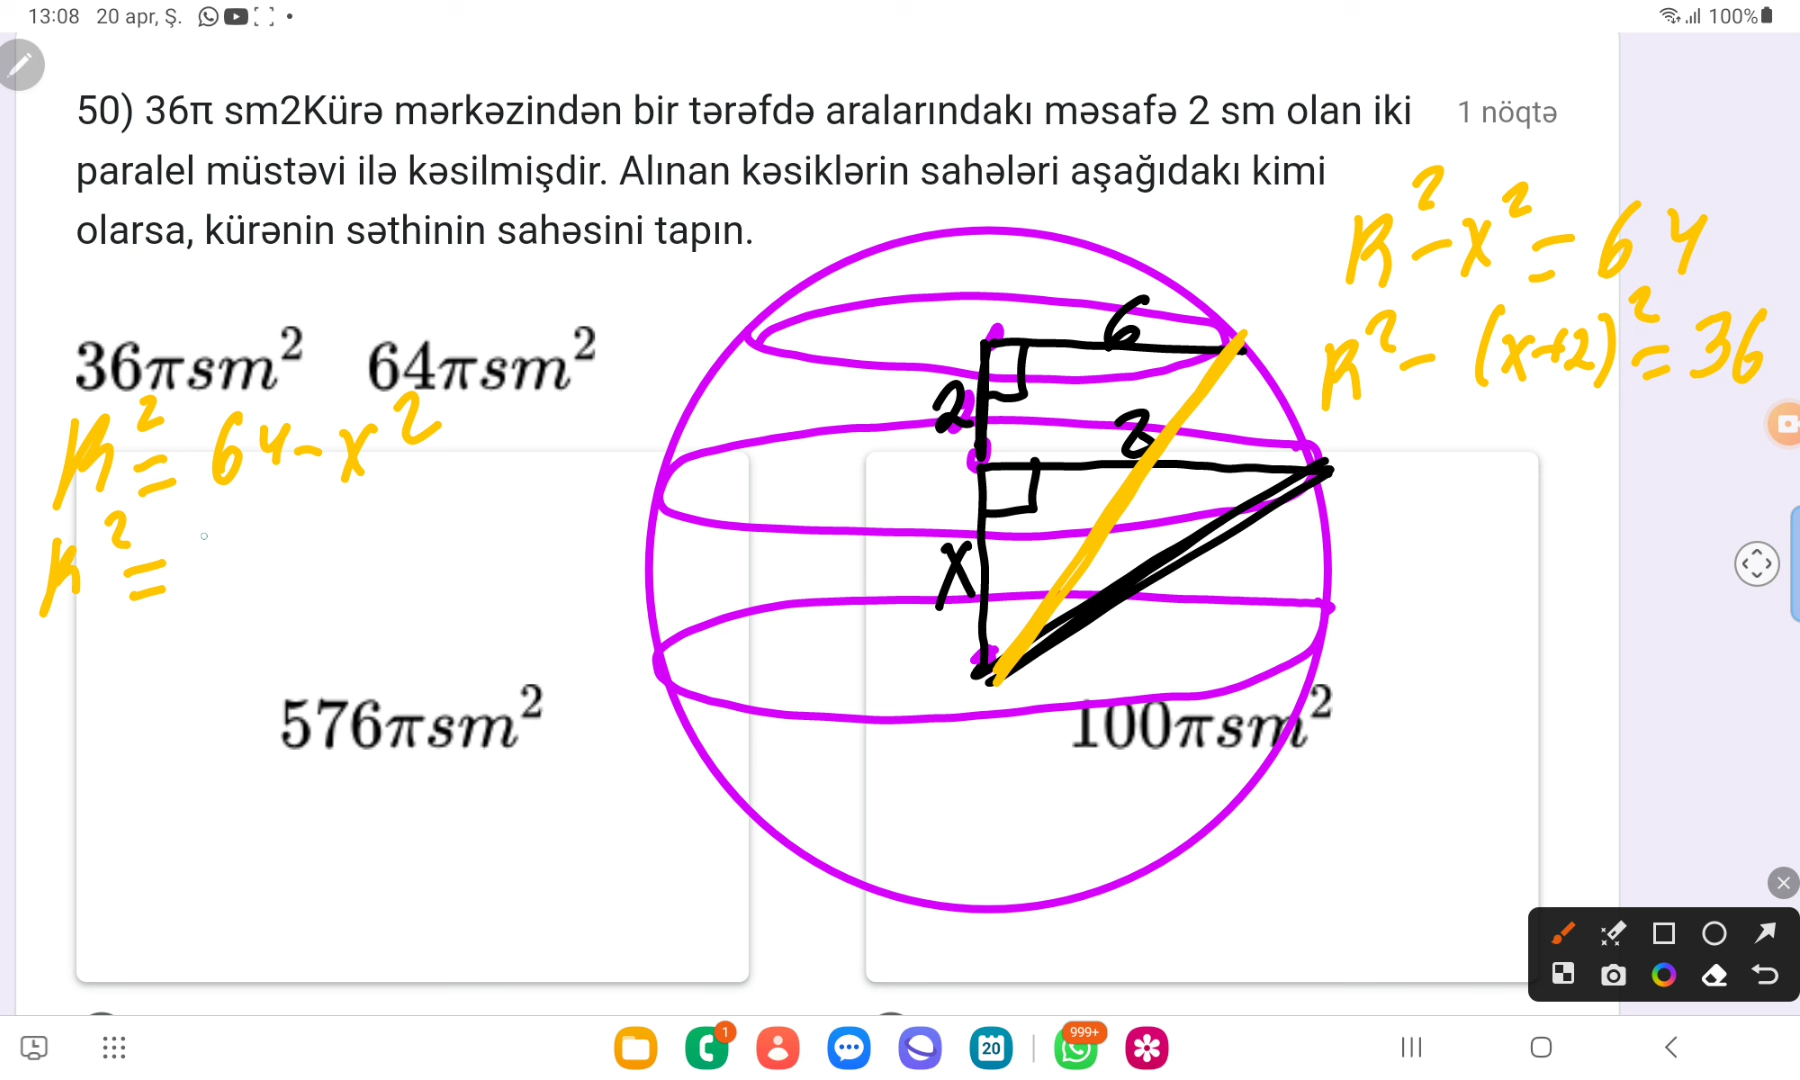 13:08 20 apr, Ş. • 100%
50) 36π sm2Kürə mərkəzindən bir tərəfdə aralarındakı məsafə 2 sm olan iki 1 nöqtə
paralel müstəvi ilə kəsilmişdir. Alınan kəsiklərin sahələri aşağıdakı kimi
olarsa, kürənin səthinin sahəsini tapın.
R² - x² = 64
R² - (x+2)² = 36
36πsm² 64πsm²
6
2
8
x
R² = 64 - x²
R² =
576πsm² 100πsm²
1
20
999+